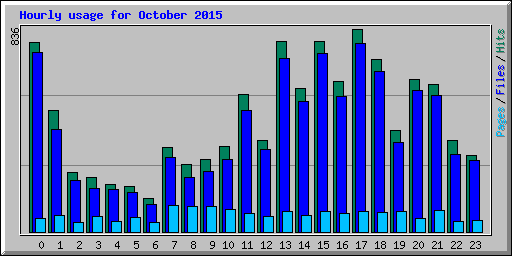 Hourly usage for October 2015
836
Pages/Files/Hits
0 1 2 3 4 5 6 7 8 9 10 11 12 13 14 15 16 17 18 19 20 21 22 23